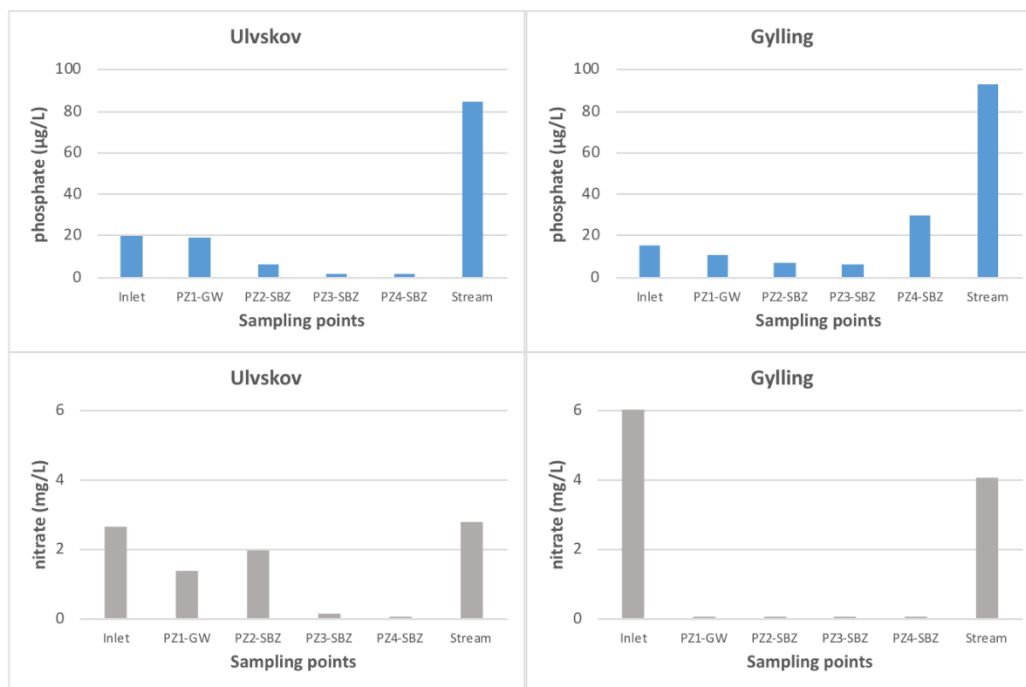 Ulvskov
phosphate (µg/L)
100
80
60
40
20
0
Inlet PZ1-GW PZ2-SBZ PZ3-SBZ PZ4-SBZ Stream
Sampling points
Gylling
phosphate (µg/L)
100
80
60
40
20
0
Inlet PZ1-GW PZ2-SBZ PZ3-SBZ PZ4-SBZ Stream
Sampling points
Ulvskov
nitrate (mg/L)
6
4
2
0
Inlet PZ1-GW PZ2-SBZ PZ3-SBZ PZ4-SBZ Stream
Sampling points
Gylling
nitrate (mg/L)
6
4
2
0
Inlet PZ1-GW PZ2-SBZ PZ3-SBZ PZ4-SBZ Stream
Sampling points